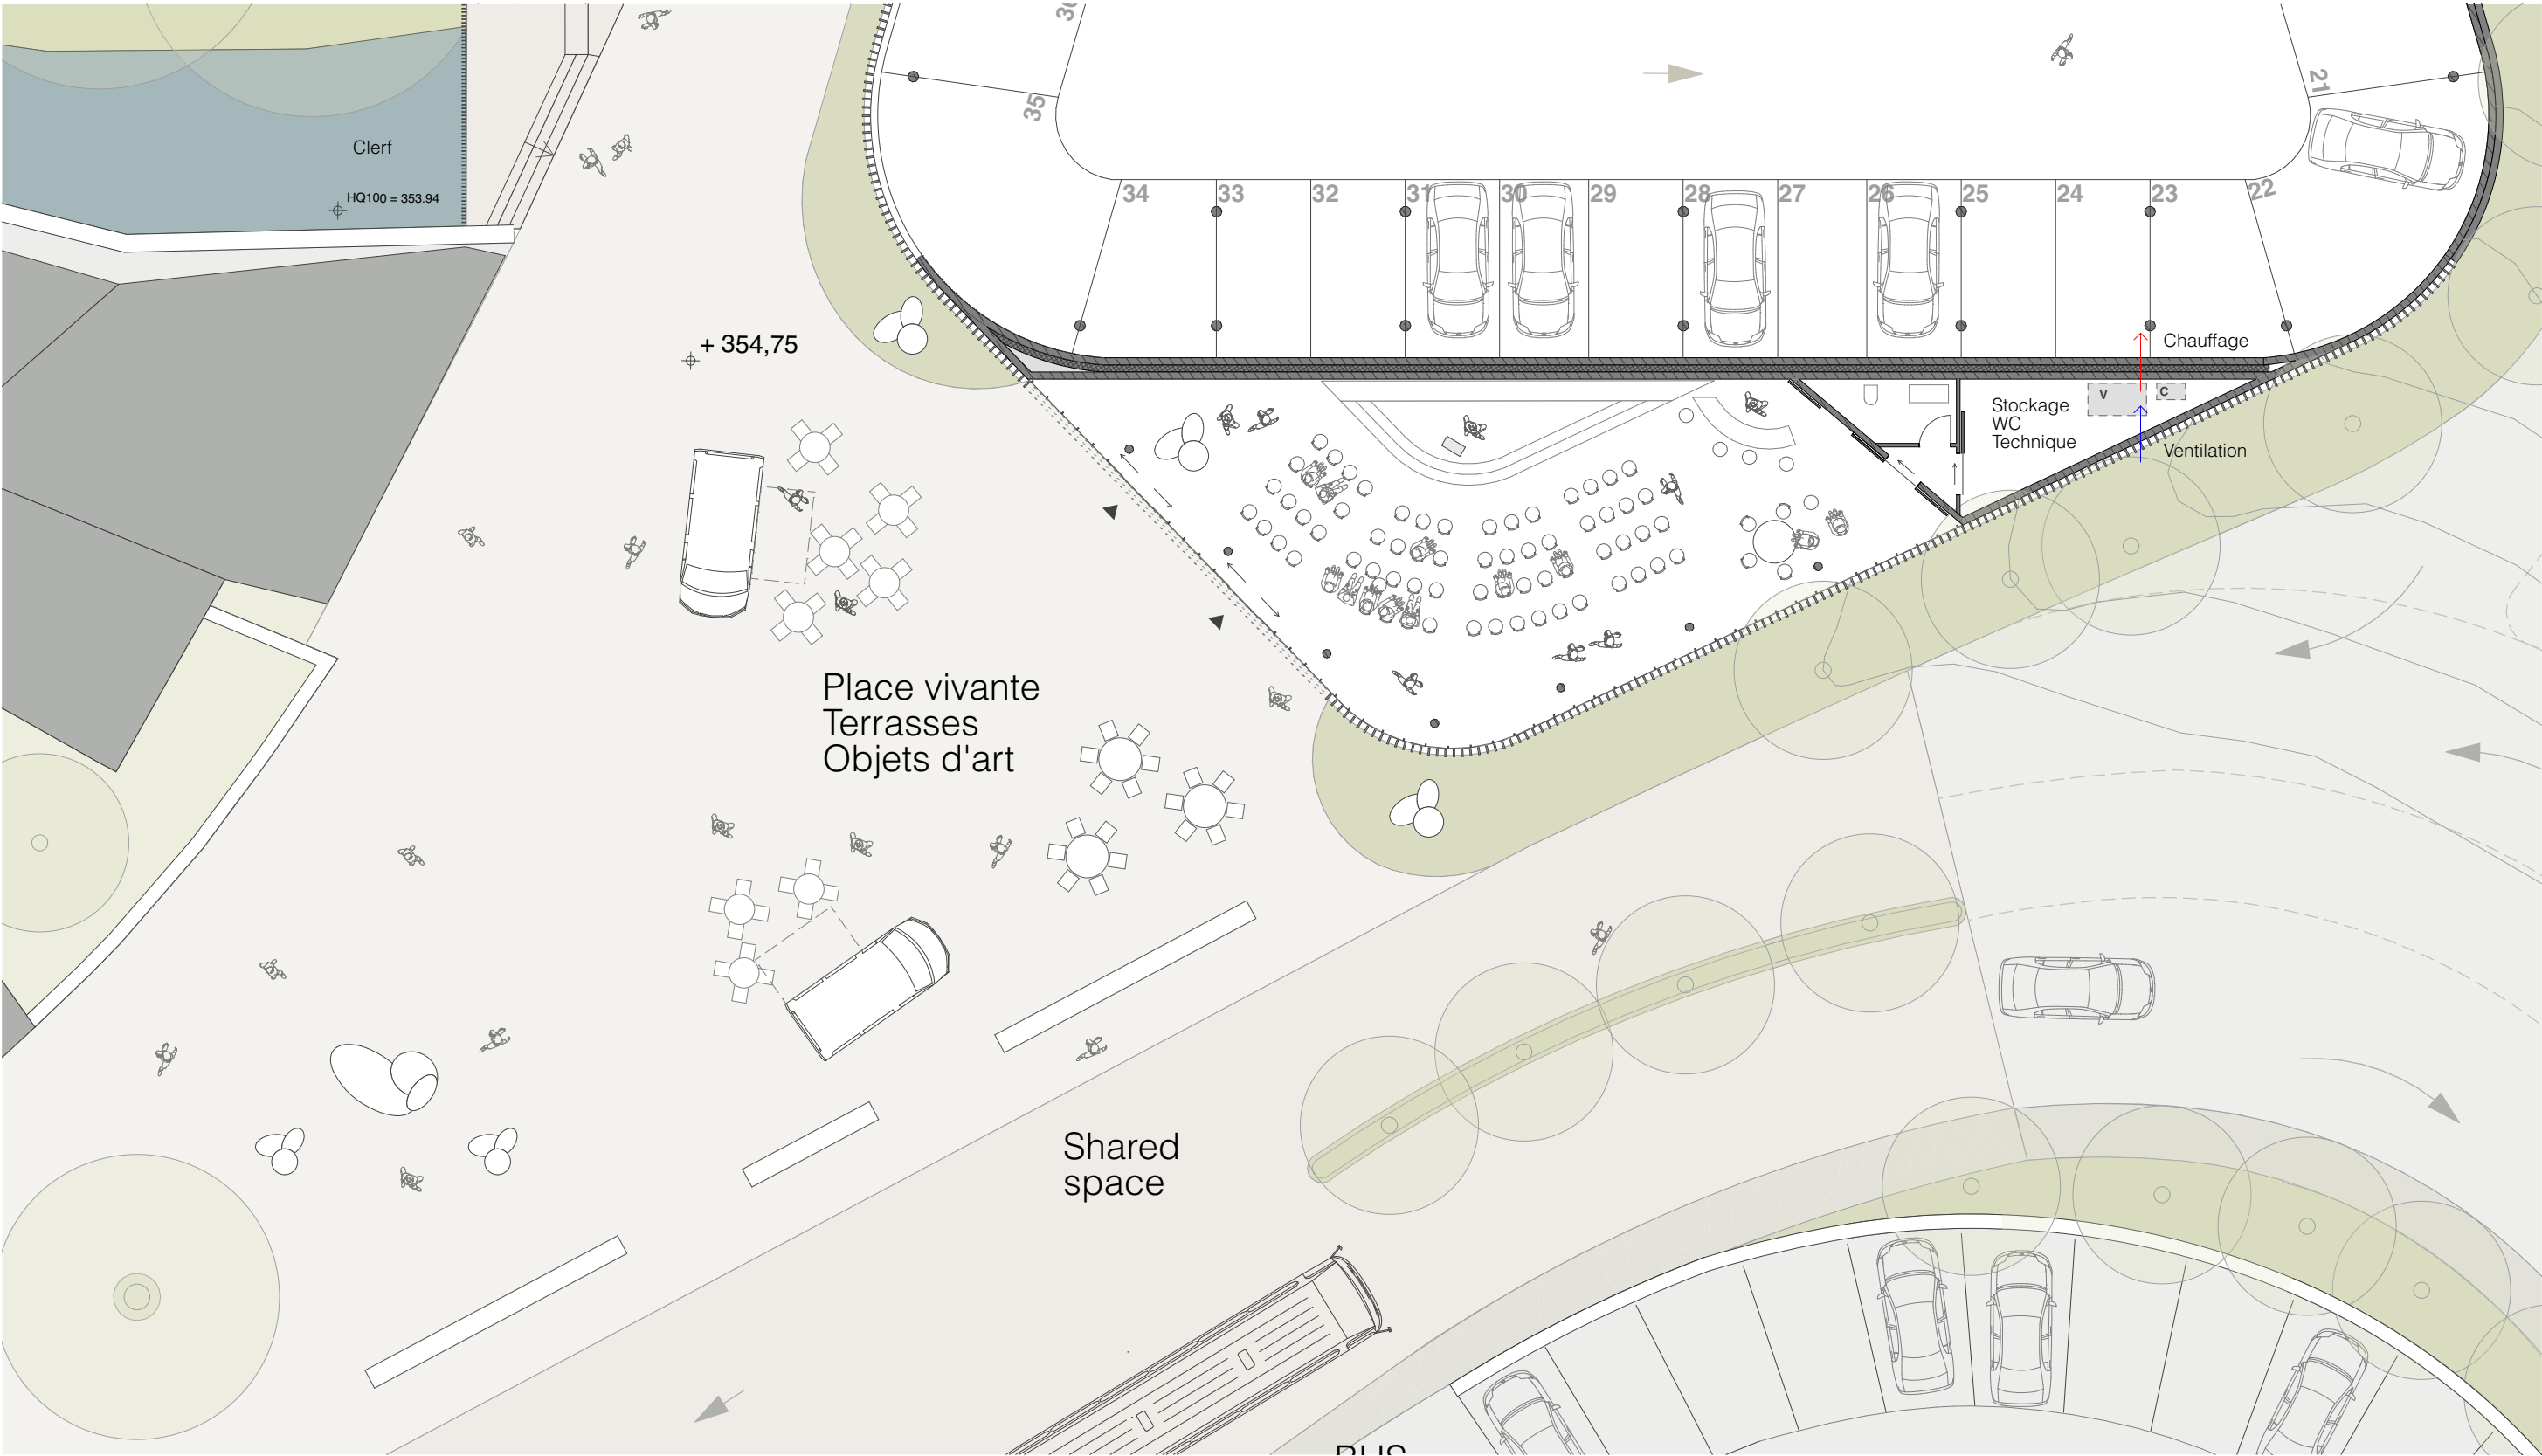 35
21
Clerf
HQ100 = 353.94
34
33
32
31
30
29
28
27
26
25
24
23
22
+ 354,75
Chauffage
V
C
Stockage
WC
Technique
Ventilation
Place vivante
Terrasses
Objets d'art
Shared
space